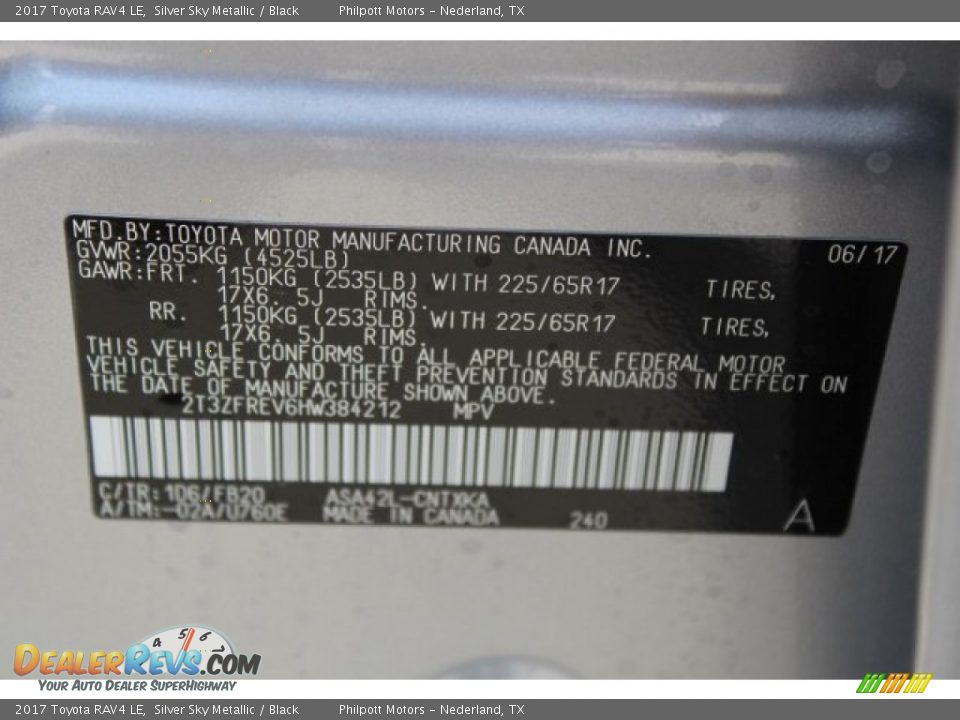 2017 Toyota RAV4 LE, Silver Sky Metallic / Black Philpott Motors - Nederland, TX
MFD.BY:TOYOTA MOTOR MANUFACTURING CANADA INC. 06/17
GVWR:2055KG (4525LB)
GAWR:FRT. 1150KG (2535LB) WITH 225/65R17 TIRES,
17X6. 5J RIMS.
RR. 1150KG (2535LB) WITH 225/65R17 TIRES,
17X6. 5J RIMS.
THIS VEHICLE CONFORMS TO ALL APPLICABLE FEDERAL MOTOR
VEHICLE SAFETY AND THEFT PREVENTION STANDARDS IN EFFECT ON
THE DATE OF MANUFACTURE SHOWN ABOVE.
2T3ZFREV6HW384212 MPV
C/TR:1D6/FB20 ASA42L-CNTXKA
A/TM:-02A/U760E MADE IN CANADA 240 A
4 5 6
DEALERREVS.COM
YOUR AUTO DEALER SUPERHIGHWAY
2017 Toyota RAV4 LE, Silver Sky Metallic / Black Philpott Motors - Nederland, TX